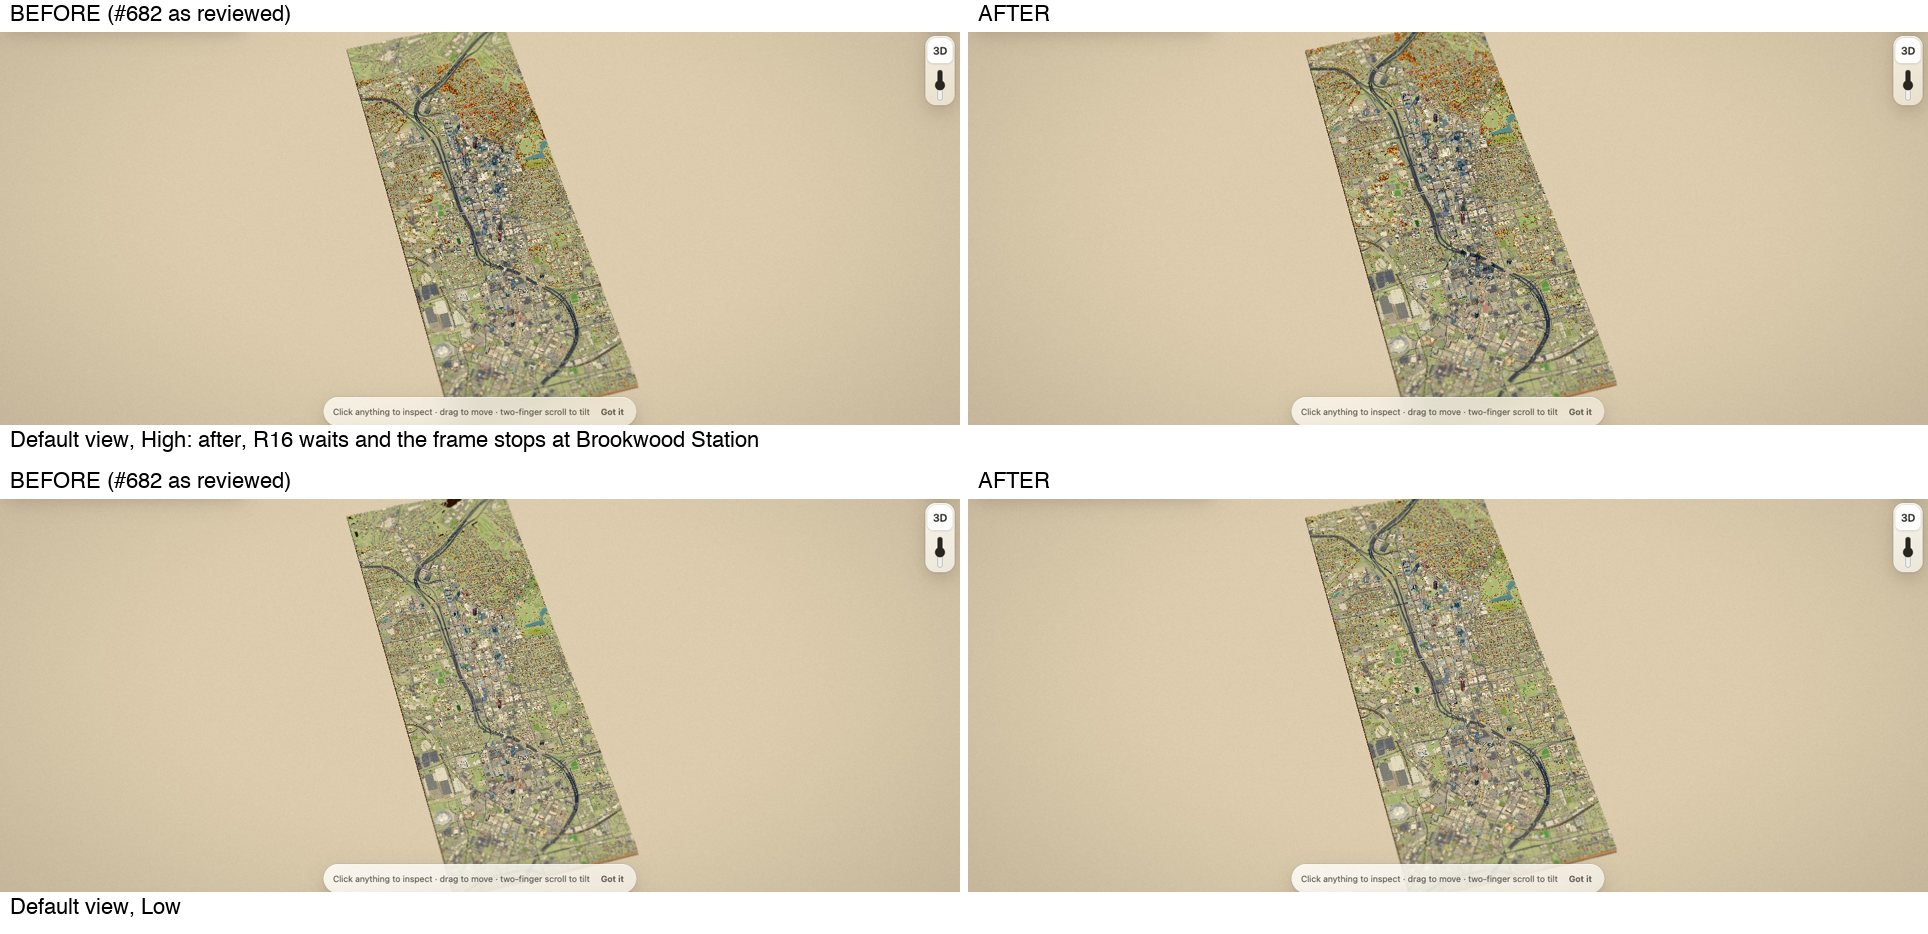 BEFORE (#682 as reviewed)
AFTER
3D
3D
Click anything to inspect · drag to move · two-finger scroll to tilt Got it
Click anything to inspect · drag to move · two-finger scroll to tilt Got it
Default view, High: after, R16 waits and the frame stops at Brookwood Station
BEFORE (#682 as reviewed)
AFTER
3D
3D
Click anything to inspect · drag to move · two-finger scroll to tilt Got it
Click anything to inspect · drag to move · two-finger scroll to tilt Got it
Default view, Low